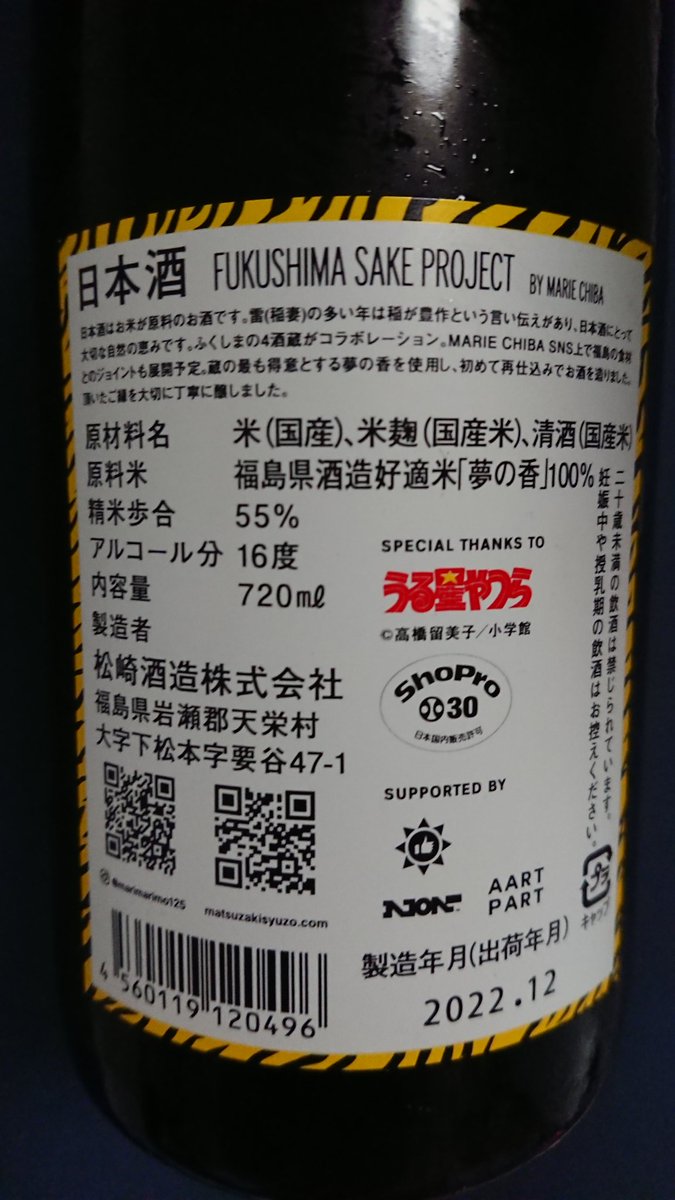 日本酒 FUKUSHIMA SAKE PROJECT BY MARIE CHIBA
日本酒はお米が原料のお酒です。雷(稲妻)の多い年は稲が豊作という言い伝えがあり、日本酒にとって
大切な自然の恵みです。ふくしまの4酒蔵がコラボレーション。MARIE CHIBA SNS上で福島の食材
とのジョイントも展開予定。蔵の最も得意とする夢の香を使用し、初めて再仕込みでお酒を造りました。
頂いたご縁を大切に丁寧に醸しました。
原材料名 米(国産)、米麹(国産米)、清酒(国産米)
原料米 福島県酒造好適米「夢の香」100%
精米歩合 55%
アルコール分 16度
内容量 720ml
製造者
松崎酒造株式会社
福島県岩瀬郡天栄村
大字下松本字要谷47-1
@marimarimo125
matsuzakisyuzo.com
4 560119 120496
SPECIAL THANKS TO
うる星やつら
©高橋留美子/小学館
ShoPro
30
日本国内販売許可
SUPPORTED BY
AART
PART
製造年月(出荷年月)
2022.12
二十歳未満の飲酒は禁じられています。
妊娠中や授乳期の飲酒はお控えください。
プラ
キャップ